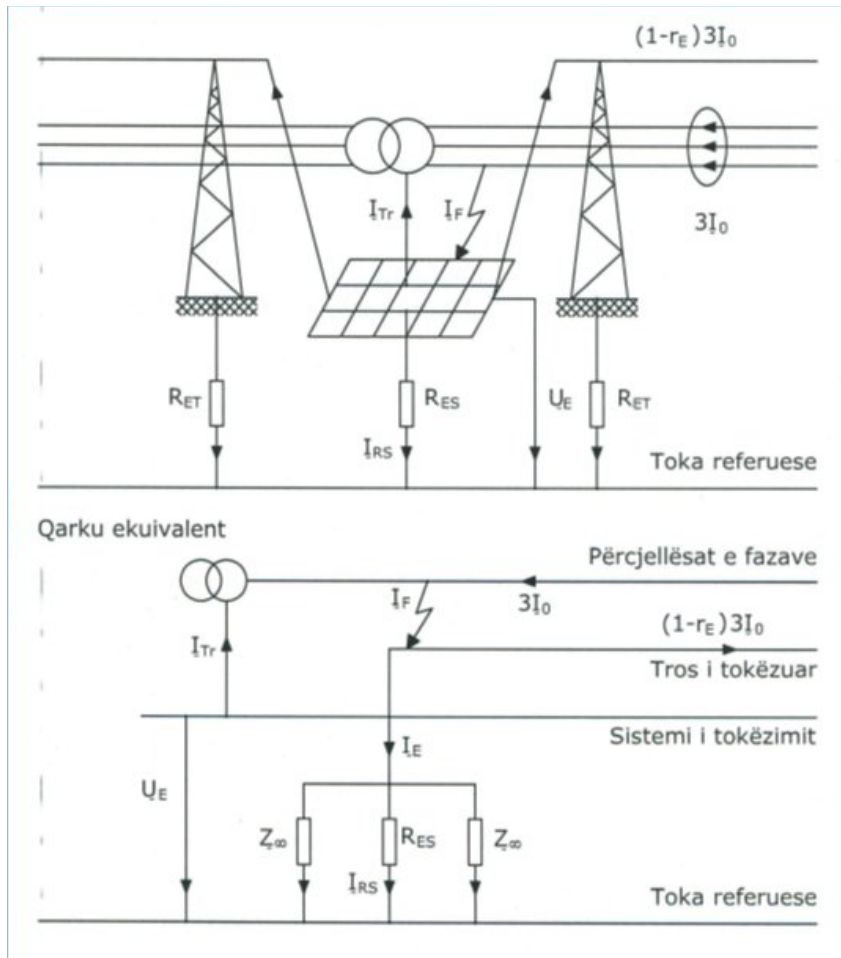 (1-rE)3I0
ITr
IF
3I0
RET
RES
UE
RET
IRS
Toka referuese
Qarku ekuivalent
Përcjellësat e fazave
IF
3I0
(1-rE)3I0
ITr
Tros i tokëzuar
Sistemi i tokëzimit
IE
UE
Z∞
RES
Z∞
IRS
Toka referuese